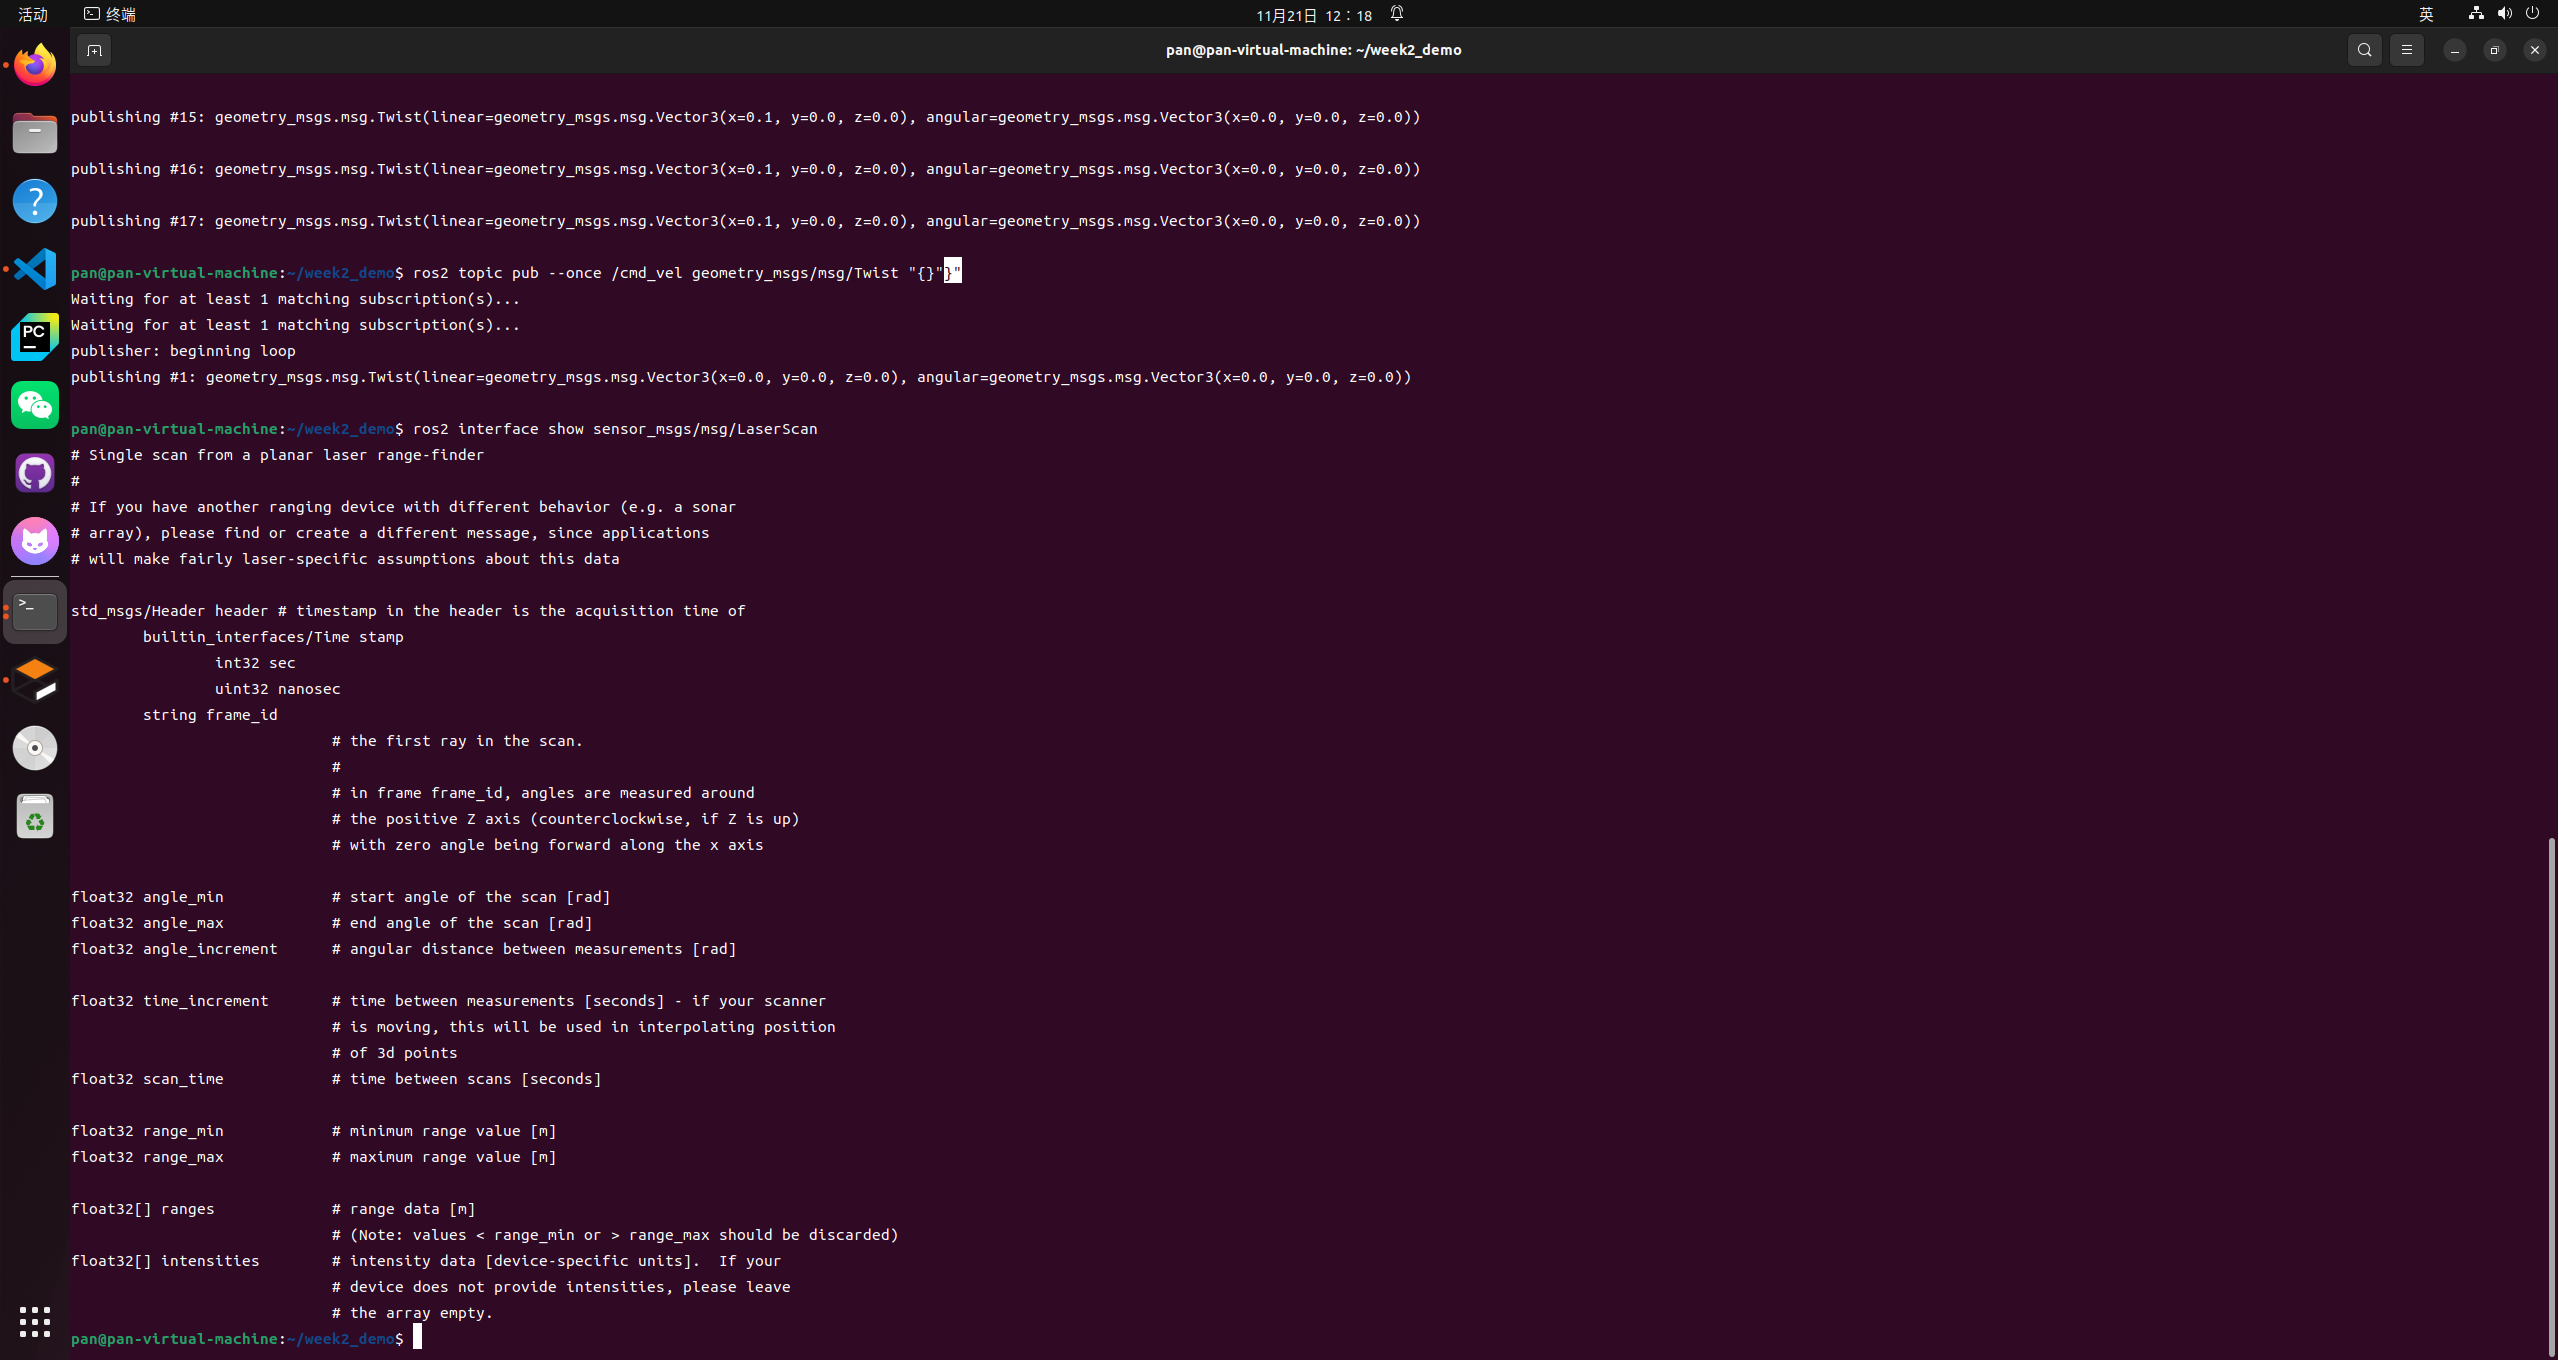 活动 终端 11月21日 12：18 英
pan@pan-virtual-machine: ~/week2_demo
publishing #15: geometry_msgs.msg.Twist(linear=geometry_msgs.msg.Vector3(x=0.1, y=0.0, z=0.0), angular=geometry_msgs.msg.Vector3(x=0.0, y=0.0, z=0.0))
publishing #16: geometry_msgs.msg.Twist(linear=geometry_msgs.msg.Vector3(x=0.1, y=0.0, z=0.0), angular=geometry_msgs.msg.Vector3(x=0.0, y=0.0, z=0.0))
publishing #17: geometry_msgs.msg.Twist(linear=geometry_msgs.msg.Vector3(x=0.1, y=0.0, z=0.0), angular=geometry_msgs.msg.Vector3(x=0.0, y=0.0, z=0.0))
pan@pan-virtual-machine:~/week2_demo$ ros2 topic pub --once /cmd_vel geometry_msgs/msg/Twist "{}"}"
Waiting for at least 1 matching subscription(s)...
Waiting for at least 1 matching subscription(s)...
publisher: beginning loop
publishing #1: geometry_msgs.msg.Twist(linear=geometry_msgs.msg.Vector3(x=0.0, y=0.0, z=0.0), angular=geometry_msgs.msg.Vector3(x=0.0, y=0.0, z=0.0))
pan@pan-virtual-machine:~/week2_demo$ ros2 interface show sensor_msgs/msg/LaserScan
# Single scan from a planar laser range-finder
#
# If you have another ranging device with different behavior (e.g. a sonar
# array), please find or create a different message, since applications
# will make fairly laser-specific assumptions about this data
std_msgs/Header header # timestamp in the header is the acquisition time of
builtin_interfaces/Time stamp
int32 sec
uint32 nanosec
string frame_id
# the first ray in the scan.
#
# in frame frame_id, angles are measured around
# the positive Z axis (counterclockwise, if Z is up)
# with zero angle being forward along the x axis
float32 angle_min # start angle of the scan [rad]
float32 angle_max # end angle of the scan [rad]
float32 angle_increment # angular distance between measurements [rad]
float32 time_increment # time between measurements [seconds] - if your scanner
# is moving, this will be used in interpolating position
# of 3d points
float32 scan_time # time between scans [seconds]
float32 range_min # minimum range value [m]
float32 range_max # maximum range value [m]
float32[] ranges # range data [m]
# (Note: values < range_min or > range_max should be discarded)
float32[] intensities # intensity data [device-specific units].  If your
# device does not provide intensities, please leave
# the array empty.
pan@pan-virtual-machine:~/week2_demo$
PC